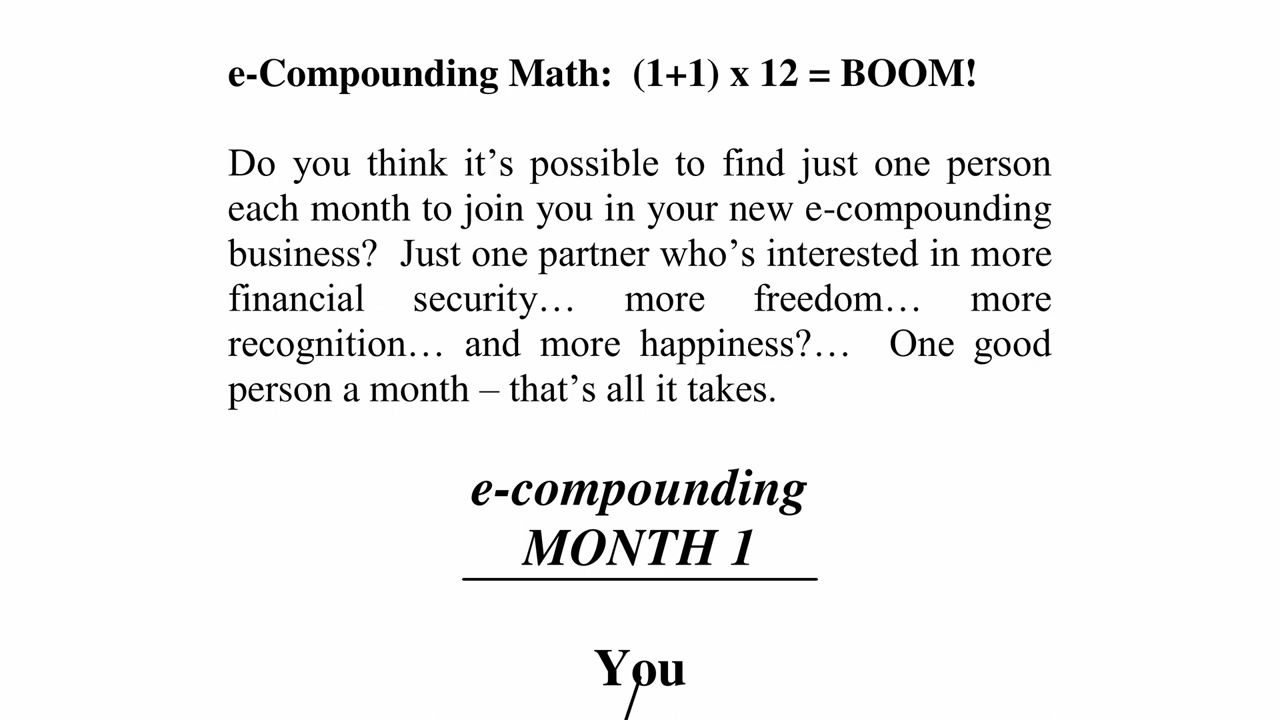 e-Compounding Math:  (1+1) x 12 = BOOM!
Do you think it’s possible to find just one person
each month to join you in your new e-compounding
business?  Just one partner who’s interested in more
financial security… more freedom… more
recognition… and more happiness?…  One good
person a month – that’s all it takes.
e-compounding
MONTH 1
You